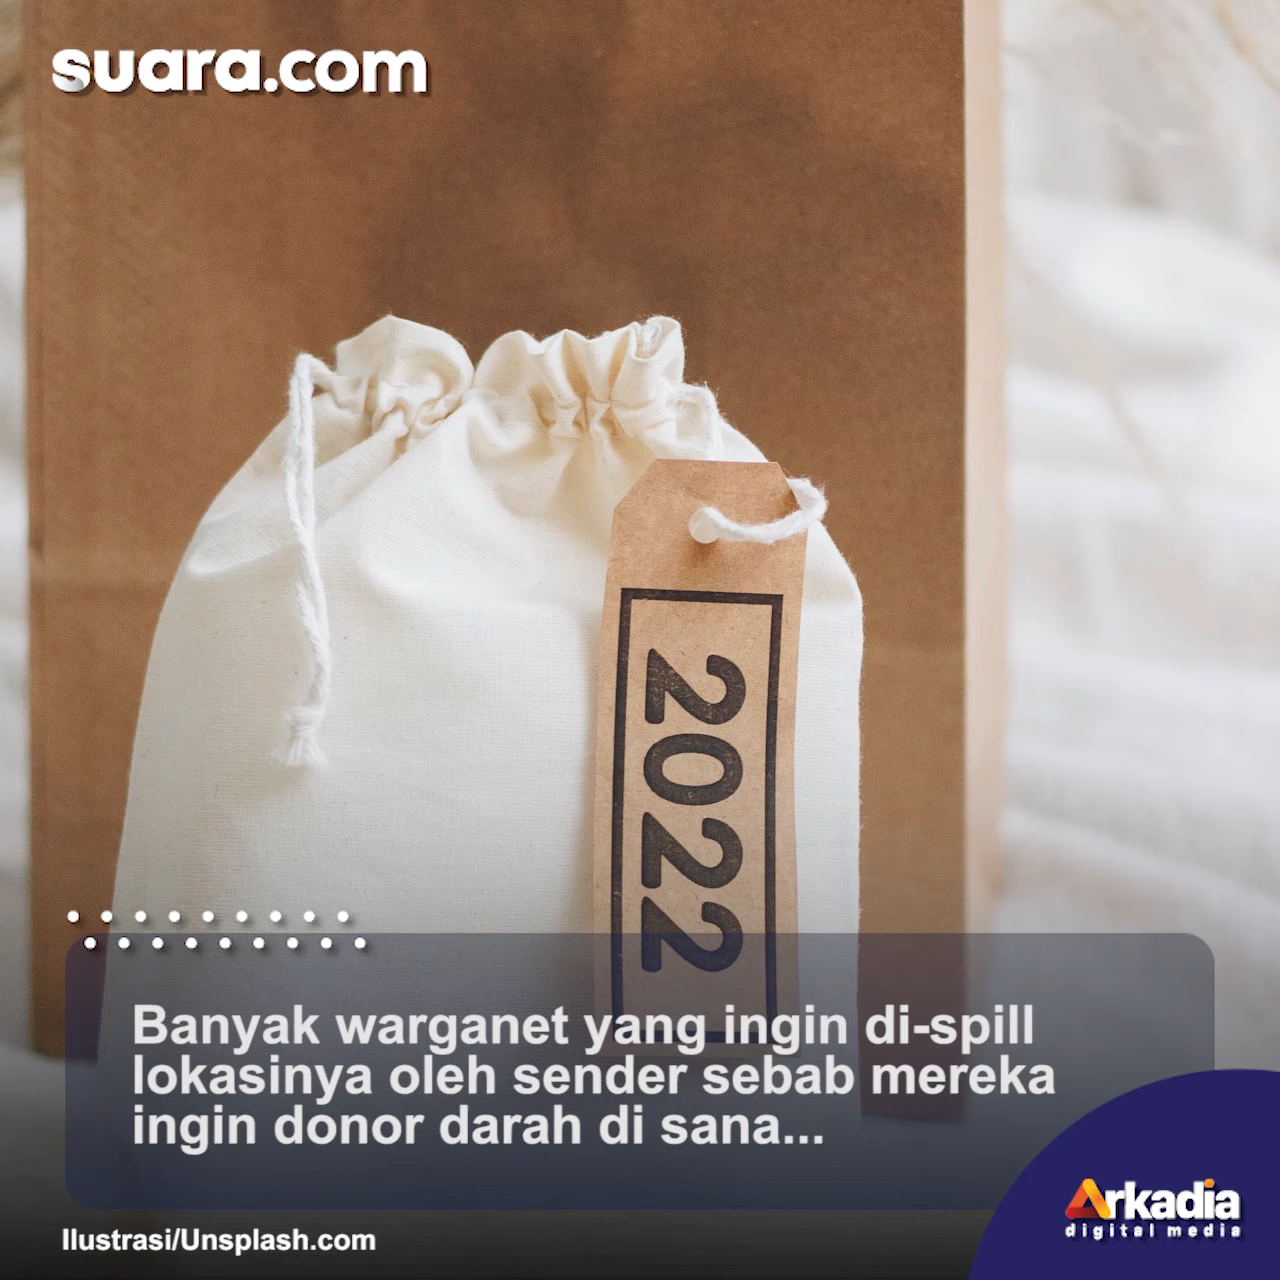 suara.com
2022
Banyak warganet yang ingin di-spill
lokasinya oleh sender sebab mereka
ingin donor darah di sana...
Ilustrasi/Unsplash.com
Arkadia
digital media